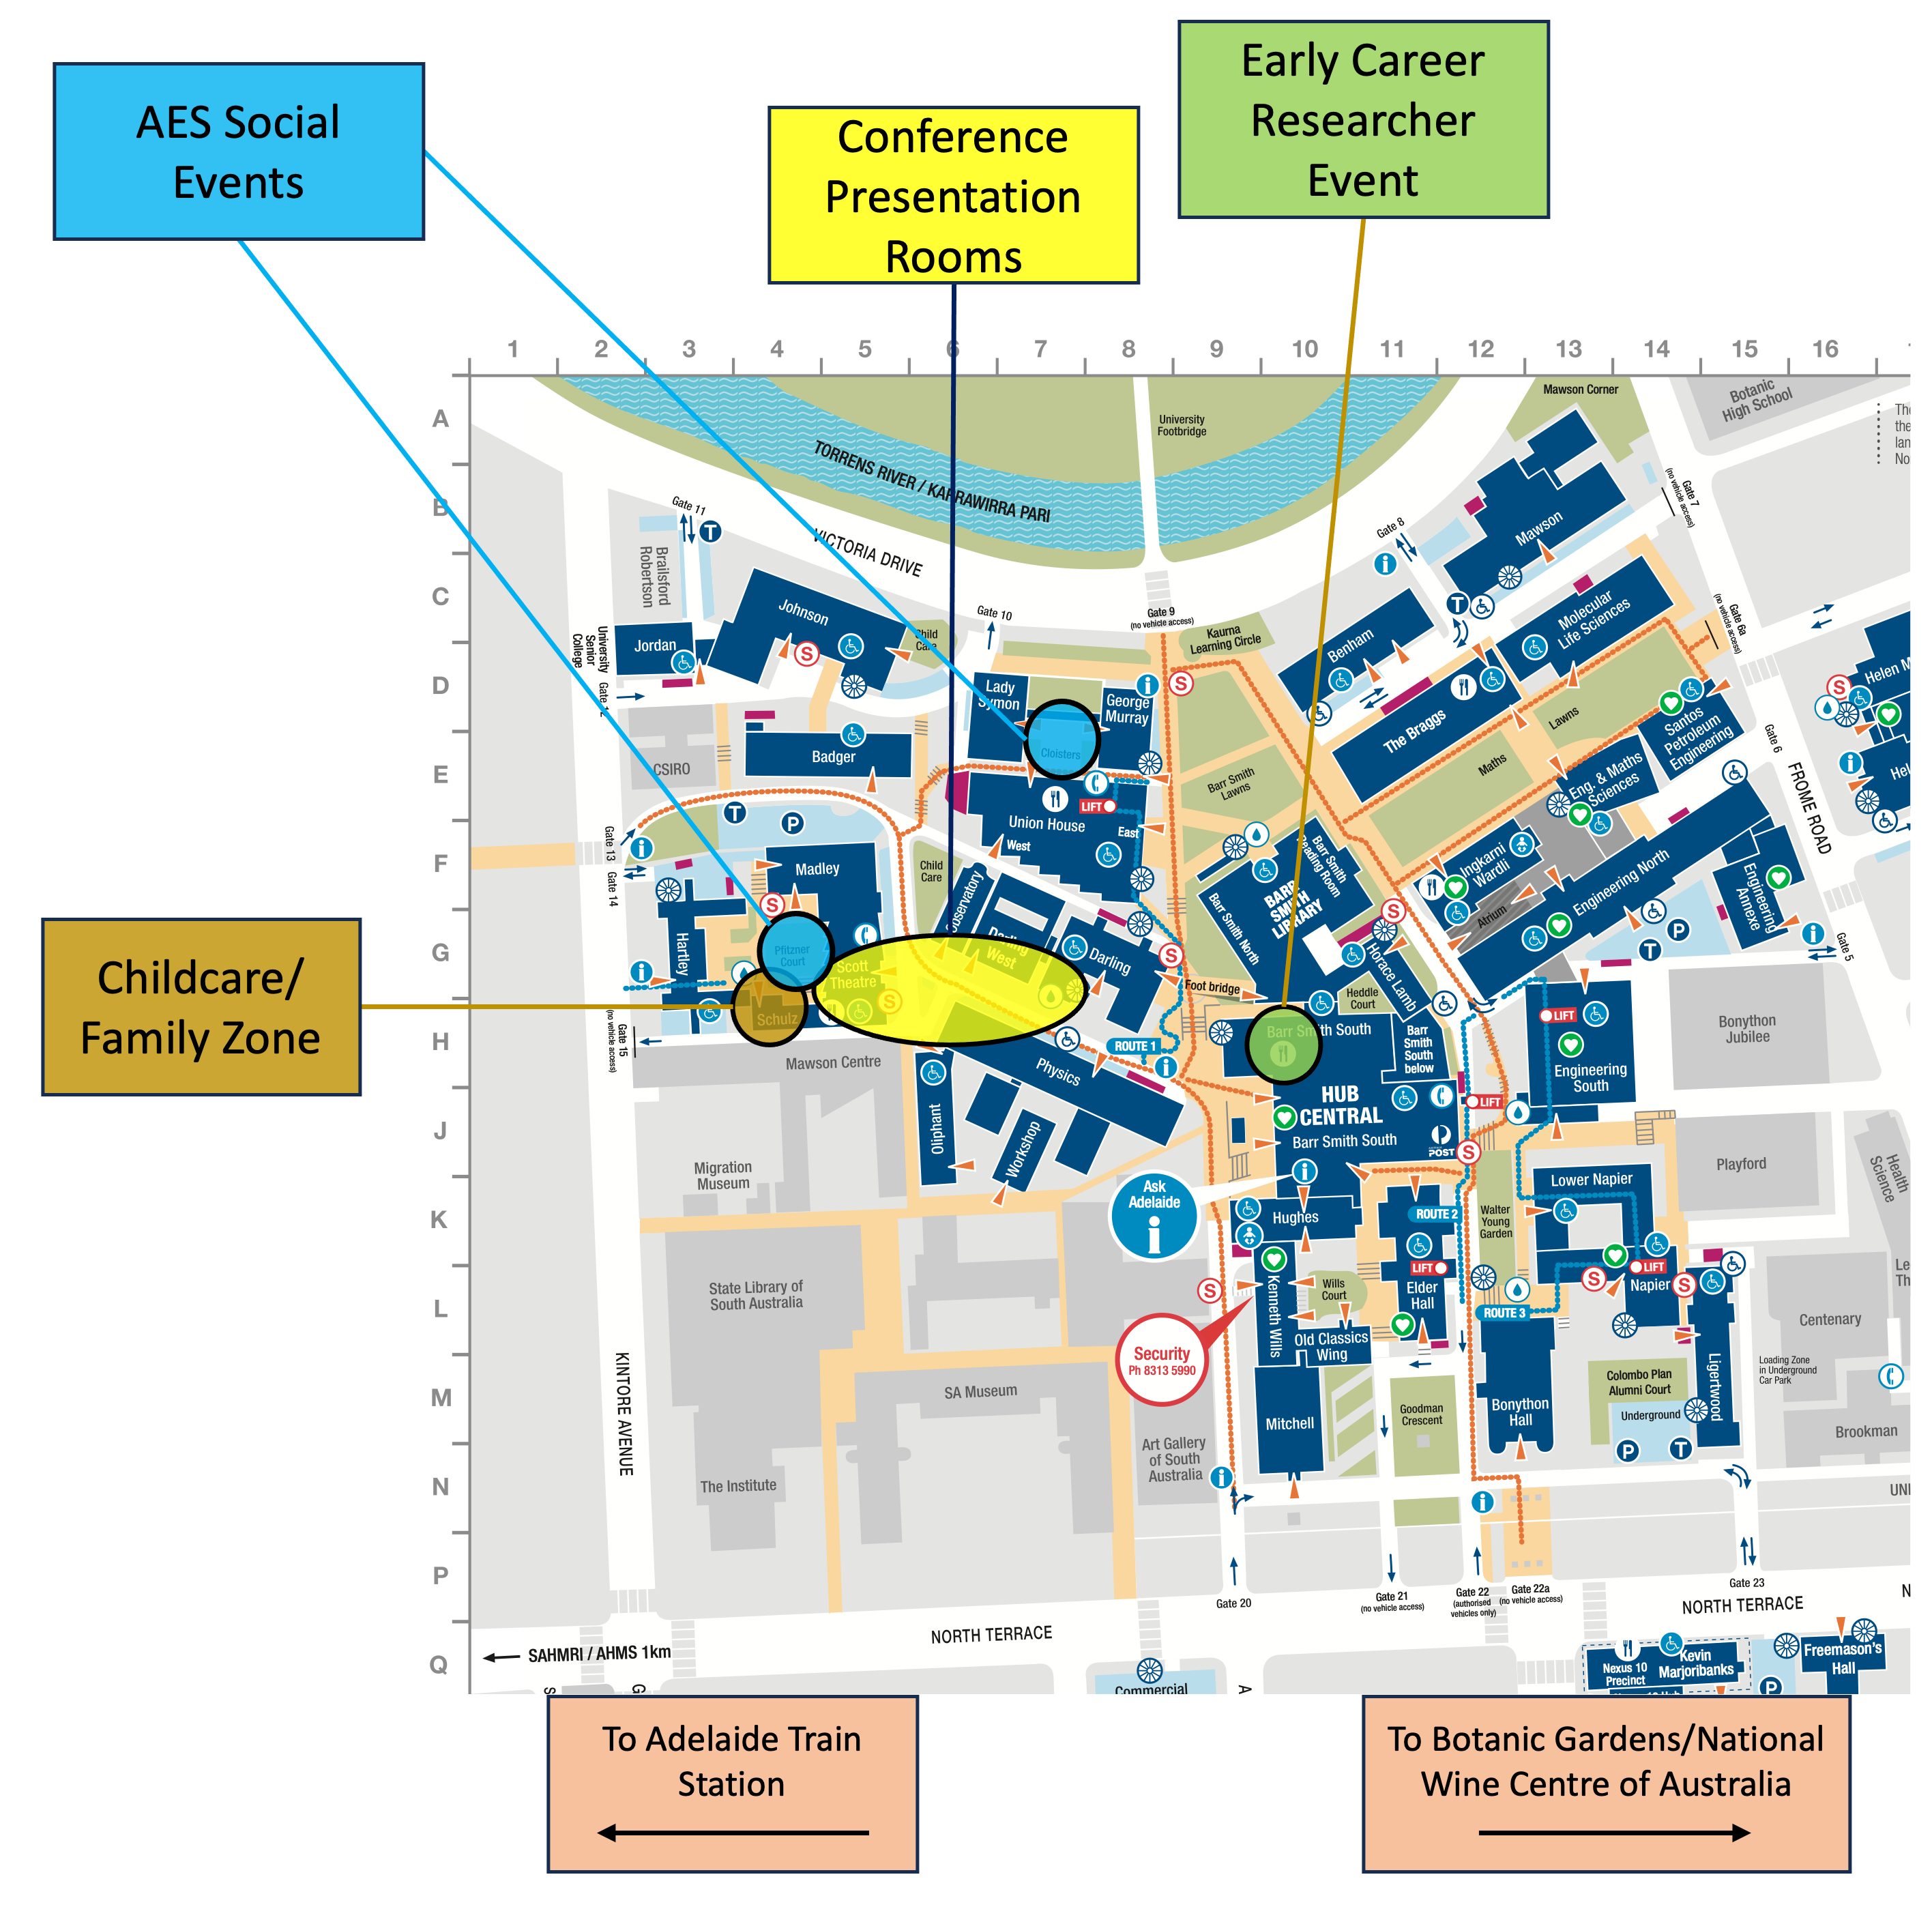 AES Social
Events
Conference
Presentation
Rooms
Early Career
Researcher
Event
Childcare/
Family Zone
1 2 3 4 5 6 7 8 9 10 11 12 13 14 15 16
A
B
C
D
E
F
G
H
J
K
L
M
N
P
Q
Mawson Corner
Botanic
High School
University
Footbridge
TORRENS RIVER / KARRAWIRRA PARI
VICTORIA DRIVE
Gate 11
T
Brailsford
Robertson
Gate 8
Mawson
Gate 7
(no vehicle access)
Johnson
Jordan
University
Senior
College
Child
Care
Gate 10
Gate 9
(no vehicle access)
Kaurna
Learning Circle
Benham
T
Molecular
Life Sciences
Gate 6a
(no vehicle access)
S
Lady
Symon
George
Murray
i
S
The Braggs
Lawns
Santos
Petroleum
Engineering
Gate 6
S
CSIRO
Badger
Cloisters
Barr Smith
Lawns
Maths
Eng. & Maths
Sciences
FROME ROAD
T
P
Union House
LIFT
East
West
Gate 13
Gate 14
i
Madley
Child
Care
Observatory
Barr Smith
Reading Room
BARR
SMITH
LIBRARY
Barr Smith North
Ingkarni
Wardli
Atrium
Engineering North
Engineering
Annexe
Hartley
S
Pfitzner
Court
Scott
Theatre
S
Darling
West
Darling
S
Foot bridge
Horace Lamb
S
Heddle
Court
P
T
i
Gate 5
Schulz
Gate 15
(no vehicle access)
Mawson Centre
Physics
ROUTE 1
i
Barr Smith South
Barr
Smith
South
below
LIFT
Engineering
South
Bonython
Jubilee
HUB
CENTRAL
Barr Smith South
POST
LIFT
S
Oliphant
Workshop
Migration
Museum
Ask
Adelaide
i
Playford
Health
Science
Lower Napier
Hughes
ROUTE 2
Walter
Young
Garden
State Library of
South Australia
S
Kenneth Wills
Wills
Court
LIFT
Elder
Hall
ROUTE 3
S
LIFT
Napier
S
Centenary
Security
Ph 8313 5990
Old Classics
Wing
KINTORE AVENUE
SA Museum
Mitchell
Goodman
Crescent
Bonython
Hall
Colombo Plan
Alumni Court
Underground
P
T
Ligertwood
Loading Zone
in Underground
Car Park
Brookman
The Institute
Art Gallery
of South
Australia
i
i
Gate 20
Gate 21
(no vehicle access)
Gate 22
(authorised
vehicles only)
Gate 22a
(no vehicle access)
Gate 23
NORTH TERRACE
NORTH TERRACE
SAHMRI / AHMS 1km
Commercial
Nexus 10
Precinct
Kevin
Marjoribanks
P
Freemason's
Hall
To Adelaide Train
Station
To Botanic Gardens/National
Wine Centre of Australia